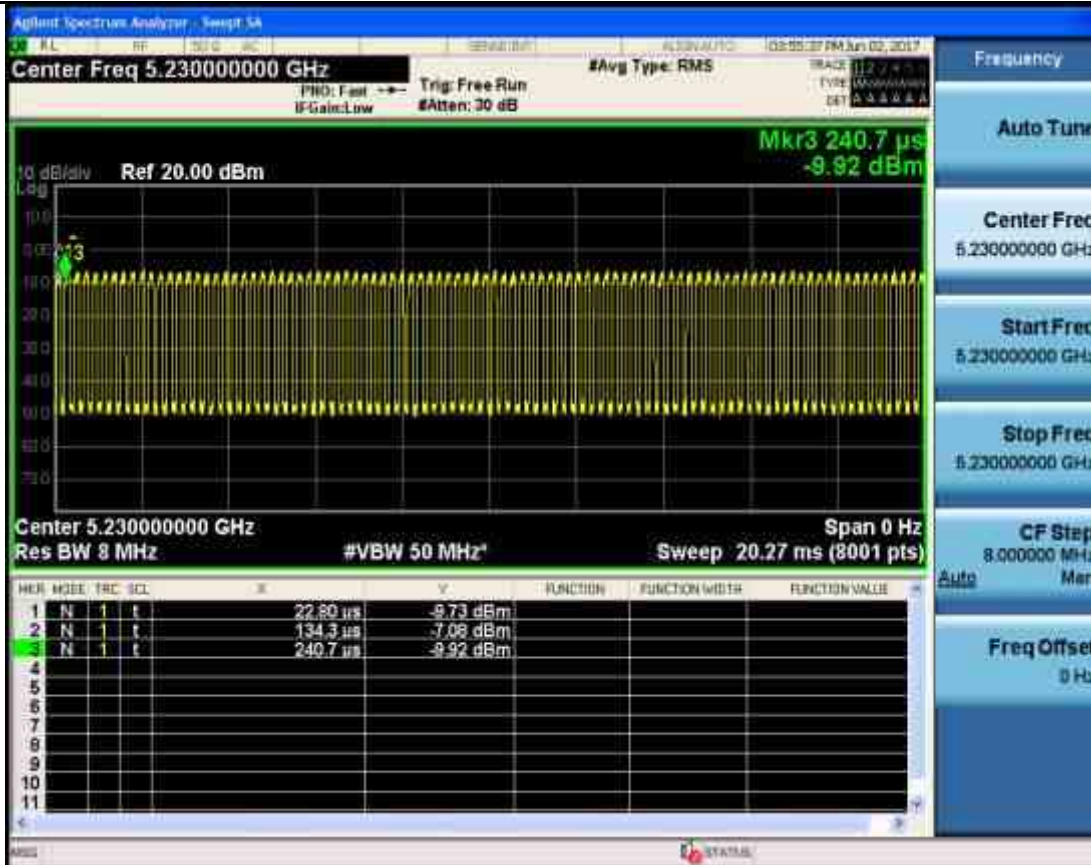 Agilent Spectrum Analyzer - Swept SA
RL RF 50 Ω AC SENSE:INT ALIGN AUTO 03:55:37 PM Jun 02, 2017
Center Freq 5.230000000 GHz
#Avg Type: RMS
TRACE
PNO: Fast
Trig: Free Run
TYPE
IFGain:Low
#Atten: 30 dB
DET A A A A A A
Mkr3 240.7 µs
-9.92 dBm
10 dB/div Ref 20.00 dBm
Log
10.0
0.00
Center 5.230000000 GHz Span 0 Hz
Res BW 8 MHz #VBW 50 MHz* Sweep 20.27 ms (8001 pts)
MKR MODE TRC SCL X Y FUNCTION FUNCTION WIDTH FUNCTION VALUE
1 N 1 t 22.80 µs -9.73 dBm
2 N 1 t 134.3 µs -7.08 dBm
3 N 1 t 240.7 µs -9.92 dBm
4
5
6
7
8
9
10
11
MSG STATUS
Frequency
Auto Tune
Center Freq
5.230000000 GHz
Start Freq
5.230000000 GHz
Stop Freq
5.230000000 GHz
CF Step
8.000000 MHz
Auto Man
Freq Offset
0 Hz